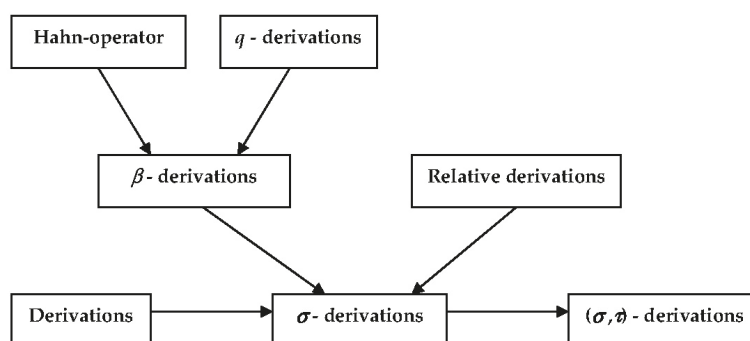 Hahn-operator
q - derivations
β - derivations
Relative derivations
Derivations
σ - derivations
(σ,τ) - derivations